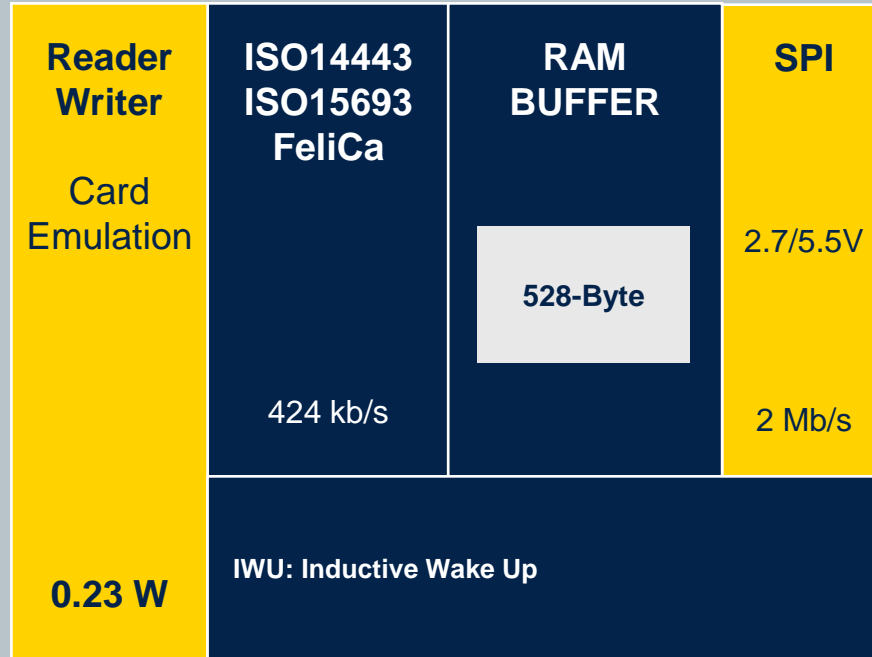 Reader
Writer
Card
Emulation
0.23 W
ISO14443
ISO15693
FeliCa
424 kb/s
RAM
BUFFER
528-Byte
SPI
2.7/5.5V
2 Mb/s
IWU: Inductive Wake Up